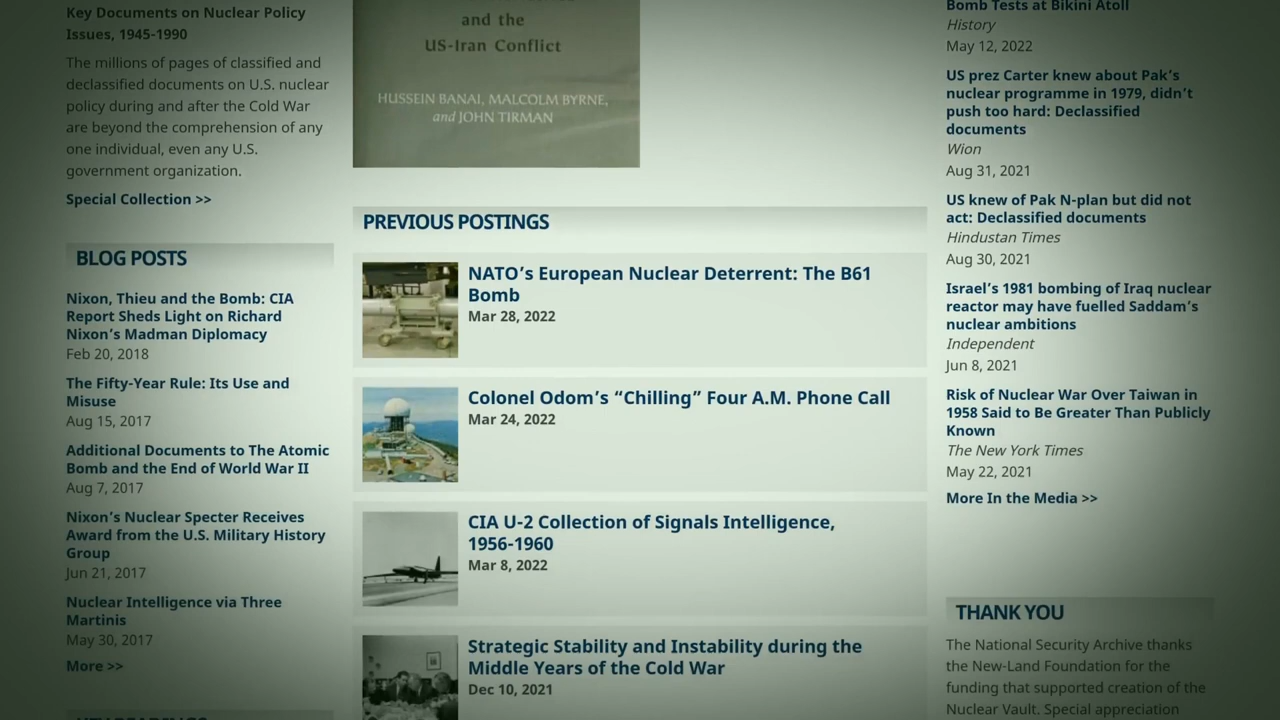 Key Documents on Nuclear Policy
Issues, 1945-1990
The millions of pages of classified and
declassified documents on U.S. nuclear
policy during and after the Cold War
are beyond the comprehension of any
one individual, even any U.S.
government organization.
Special Collection >>
BLOG POSTS
Nixon, Thieu and the Bomb: CIA
Report Sheds Light on Richard
Nixon's Madman Diplomacy
Feb 20, 2018
The Fifty-Year Rule: Its Use and
Misuse
Aug 15, 2017
Additional Documents to The Atomic
Bomb and the End of World War II
Aug 7, 2017
Nixon's Nuclear Specter Receives
Award from the U.S. Military History
Group
Jun 21, 2017
Nuclear Intelligence via Three
Martinis
May 30, 2017
More >>
and the
US-Iran Conflict
HUSSEIN BANAI, MALCOLM BYRNE,
and JOHN TIRMAN
PREVIOUS POSTINGS
NATO's European Nuclear Deterrent: The B61
Bomb
Mar 28, 2022
Colonel Odom's “Chilling” Four A.M. Phone Call
Mar 24, 2022
CIA U-2 Collection of Signals Intelligence,
1956-1960
Mar 8, 2022
Strategic Stability and Instability during the
Middle Years of the Cold War
Dec 10, 2021
Bomb Tests at Bikini Atoll
History
May 12, 2022
US prez Carter knew about Pak's
nuclear programme in 1979, didn't
push too hard: Declassified
documents
Wion
Aug 31, 2021
US knew of Pak N-plan but did not
act: Declassified documents
Hindustan Times
Aug 30, 2021
Israel's 1981 bombing of Iraq nuclear
reactor may have fuelled Saddam's
nuclear ambitions
Independent
Jun 8, 2021
Risk of Nuclear War Over Taiwan in
1958 Said to Be Greater Than Publicly
Known
The New York Times
May 22, 2021
More In the Media >>
THANK YOU
The National Security Archive thanks
the New-Land Foundation for the
funding that supported creation of the
Nuclear Vault. Special appreciation